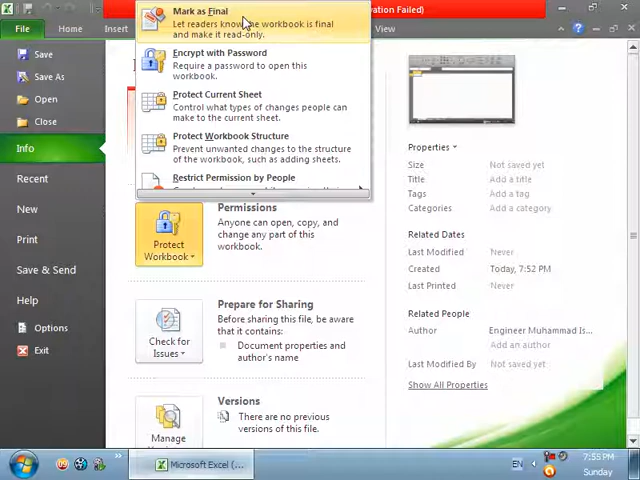 Mark as Final
Let readers know the workbook is final
and make it read-only.
ivation Failed)
File
Home
Insert
View
Save
Save As
Open
Close
Info
Recent
New
Print
Save & Send
Help
Options
Exit
Encrypt with Password
Require a password to open this
workbook.
Protect Current Sheet
Control what types of changes people can
make to the current sheet.
Protect Workbook Structure
Prevent unwanted changes to the structure
of the workbook, such as adding sheets.
Restrict Permission by People
Permissions
Anyone can open, copy, and
change any part of this
workbook.
Protect
Workbook
Prepare for Sharing
Before sharing this file, be aware
that it contains:
Document properties and
author's name
Check for
Issues
Versions
There are no previous
versions of this file.
Manage
Properties
Size Not saved yet
Title Add a title
Tags Add a tag
Categories Add a category
Related Dates
Last Modified Never
Created Today, 7:52 PM
Last Printed Never
Related People
Author Engineer Muhammad Is...
Add an author
Last Modified By Not saved yet
Show All Properties
Microsoft Excel (...
EN
7:55 PM
Sunday